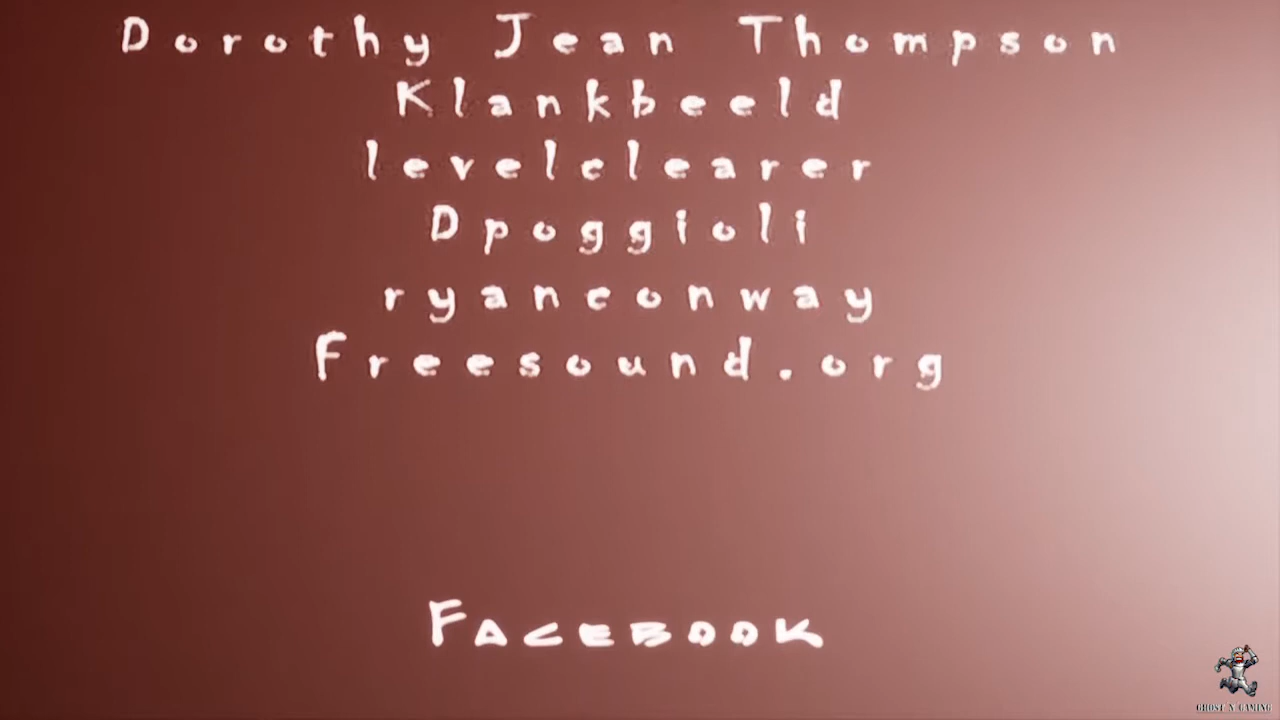 Dorothy Jean Thompson
Klankbeeld
levelclearer
Dpoggioli
ryanconway
Freesound.org
FACEBOOK
GHOST N GAMING